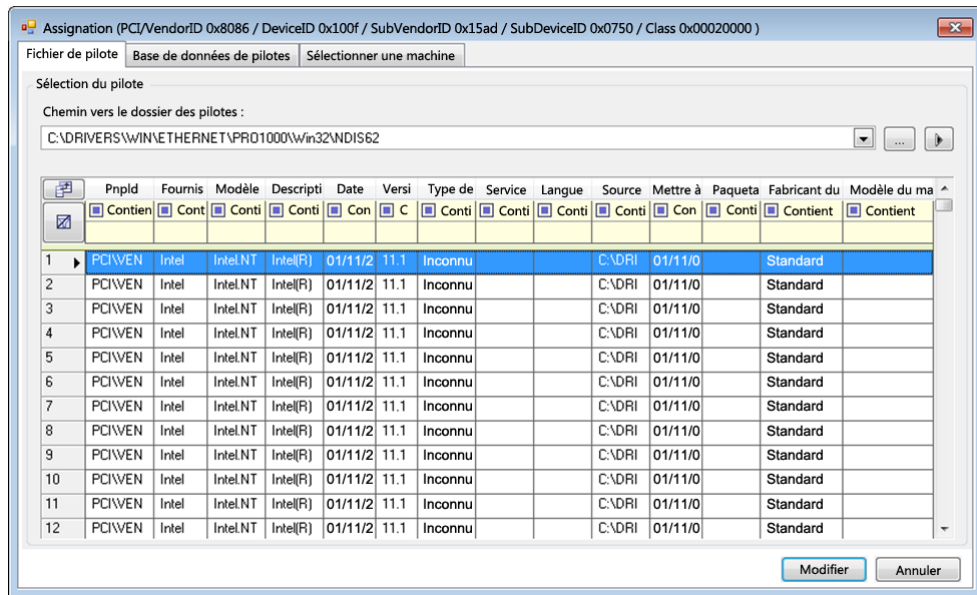 Assignation (PCI/VendorID 0x8086 / DeviceID 0x100f / SubVendorID 0x15ad / SubDeviceID 0x0750 / Class 0x00020000 )
Fichier de pilote Base de données de pilotes Sélectionner une machine
Sélection du pilote
Chemin vers le dossier des pilotes :
C:\DRIVERS\WIN\ETHERNET\PRO1000\Win32\NDIS62 ...
PnpId Fournis Modèle Descripti Date Versi Type de Service Langue Source Mettre à Paqueta Fabricant du Modèle du ma
Contien Cont Conti Conti Con C Conti Conti Conti Conti Con Conti Contient Contient
1 PCI\VEN Intel Intel.NT Intel(R) 01/11/2 11.1 Inconnu C:\DRI 01/11/0 Standard
2 PCI\VEN Intel Intel.NT Intel(R) 01/11/2 11.1 Inconnu C:\DRI 01/11/0 Standard
3 PCI\VEN Intel Intel.NT Intel(R) 01/11/2 11.1 Inconnu C:\DRI 01/11/0 Standard
4 PCI\VEN Intel Intel.NT Intel(R) 01/11/2 11.1 Inconnu C:\DRI 01/11/0 Standard
5 PCI\VEN Intel Intel.NT Intel(R) 01/11/2 11.1 Inconnu C:\DRI 01/11/0 Standard
6 PCI\VEN Intel Intel.NT Intel(R) 01/11/2 11.1 Inconnu C:\DRI 01/11/0 Standard
7 PCI\VEN Intel Intel.NT Intel(R) 01/11/2 11.1 Inconnu C:\DRI 01/11/0 Standard
8 PCI\VEN Intel Intel.NT Intel(R) 01/11/2 11.1 Inconnu C:\DRI 01/11/0 Standard
9 PCI\VEN Intel Intel.NT Intel(R) 01/11/2 11.1 Inconnu C:\DRI 01/11/0 Standard
10 PCI\VEN Intel Intel.NT Intel(R) 01/11/2 11.1 Inconnu C:\DRI 01/11/0 Standard
11 PCI\VEN Intel Intel.NT Intel(R) 01/11/2 11.1 Inconnu C:\DRI 01/11/0 Standard
12 PCI\VEN Intel Intel.NT Intel(R) 01/11/2 11.1 Inconnu C:\DRI 01/11/0 Standard
Modifier Annuler